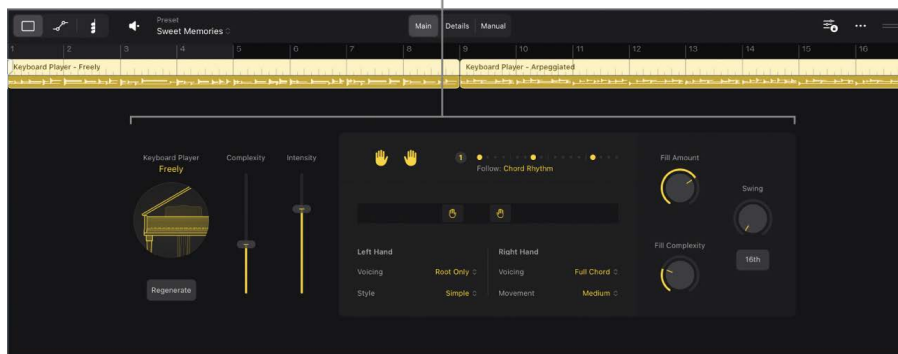 Preset
Sweet Memories
Main Details Manual
1 2 3 4 5 6 7 8 9 10 11 12 13 14 15 16
Keyboard Player - Freely
Keyboard Player - Arpeggiated
Keyboard Player
Freely
Complexity
Intensity
Regenerate
1
Follow: Chord Rhythm
Left Hand
Voicing Root Only
Style Simple
Right Hand
Voicing Full Chord
Movement Medium
Fill Amount
Fill Complexity
Swing
16th